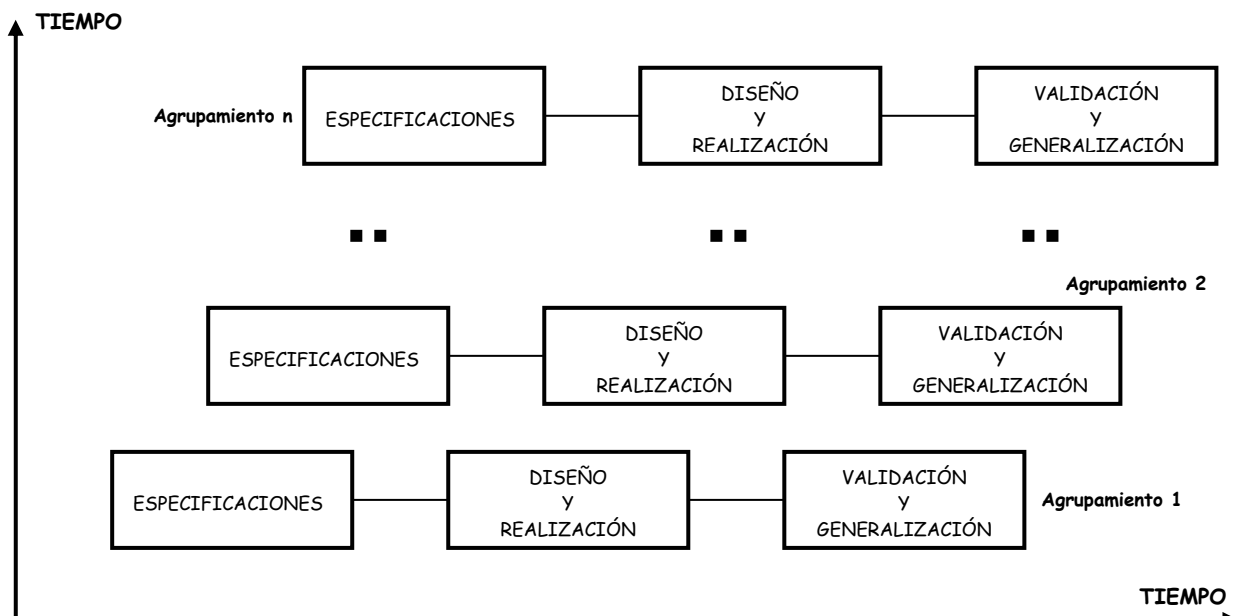 TIEMPO
Agrupamiento n
ESPECIFICACIONES
DISEÑO
Y
REALIZACIÓN
VALIDACIÓN
Y
GENERALIZACIÓN
Agrupamiento 2
ESPECIFICACIONES
DISEÑO
Y
REALIZACIÓN
VALIDACIÓN
Y
GENERALIZACIÓN
ESPECIFICACIONES
DISEÑO
Y
REALIZACIÓN
VALIDACIÓN
Y
GENERALIZACIÓN
Agrupamiento 1
TIEMPO